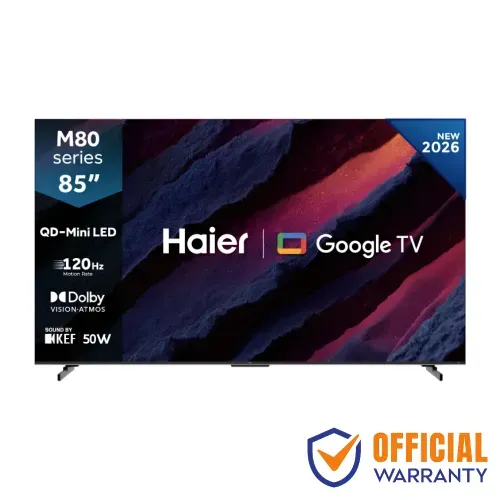 M80
series
85”
QD-Mini LED
120Hz
Motion Rate
Dolby
VISION-ATMOS
SOUND BY
KEF 50W
Haier
Google TV
NEW
2026
OFFICIAL
WARRANTY